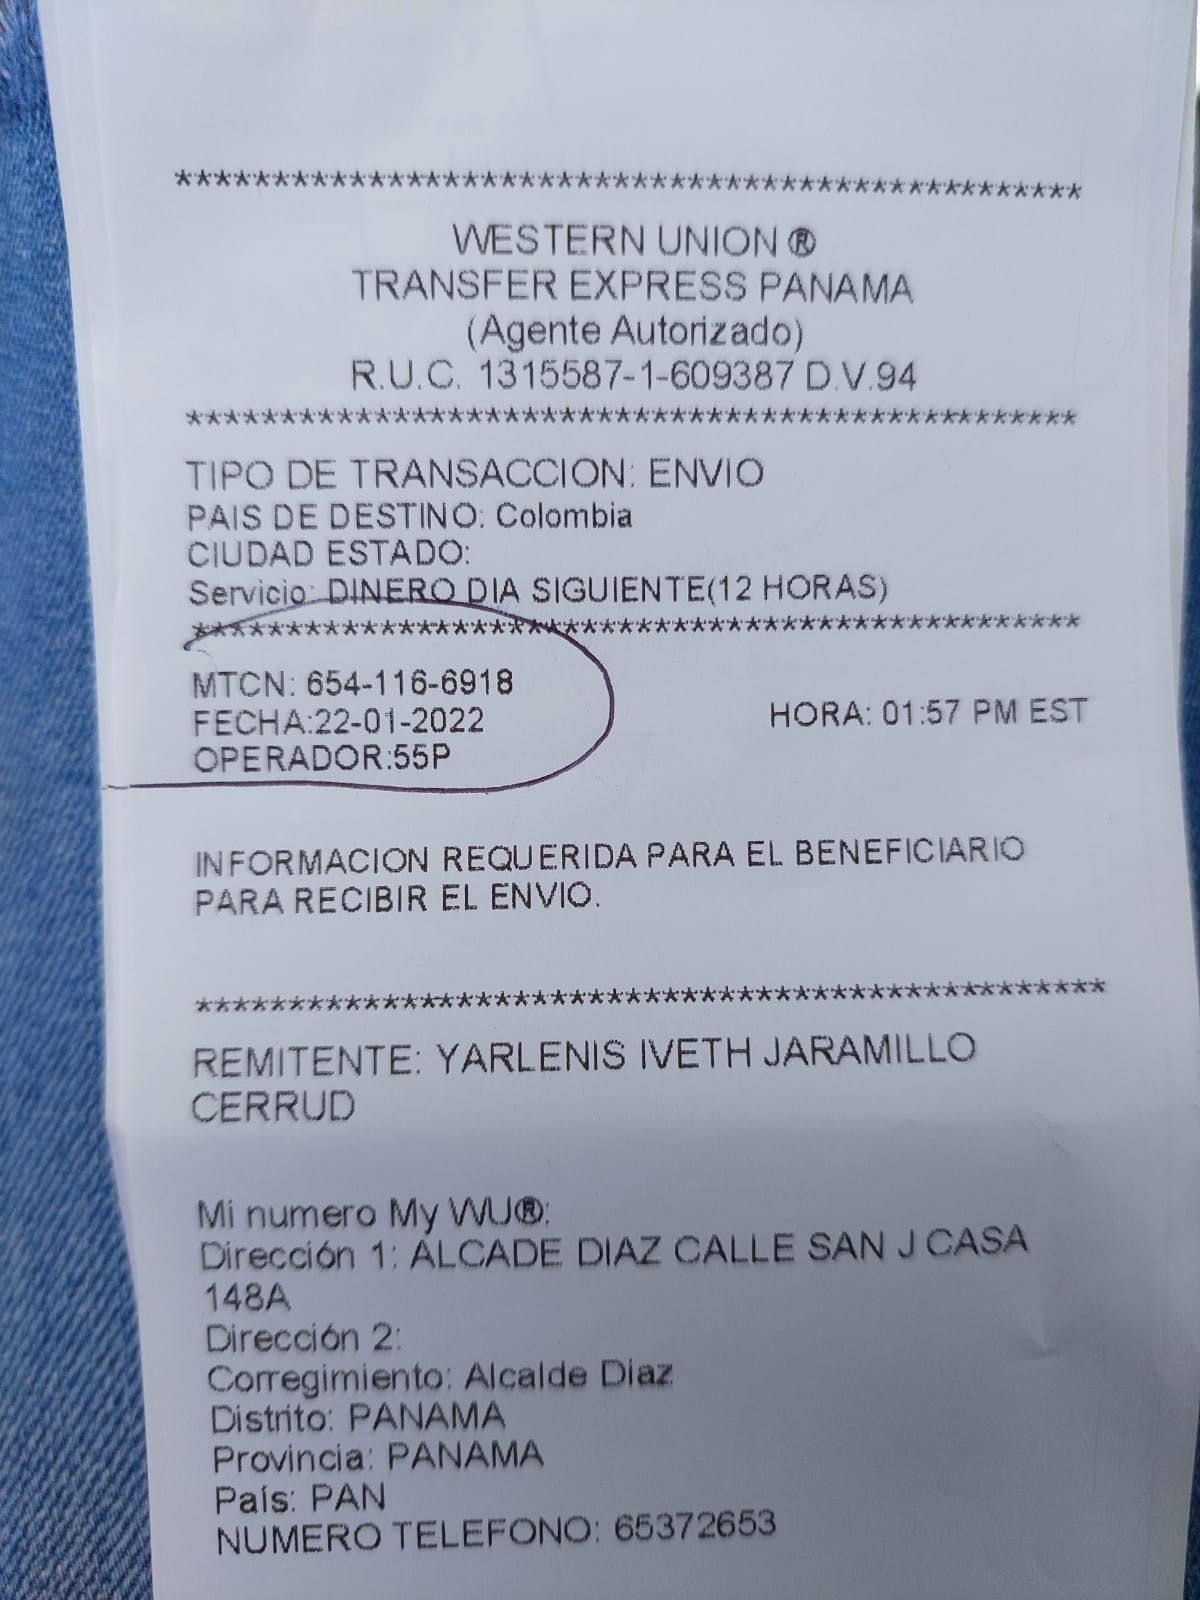 ************************************************
WESTERN UNION ®
TRANSFER EXPRESS PANAMA
(Agente Autorizado)
R.U.C. 1315587-1-609387 D.V.94
************************************************
TIPO DE TRANSACCION: ENVIO
PAIS DE DESTINO: Colombia
CIUDAD ESTADO:
Servicio: DINERO DIA SIGUIENTE(12 HORAS)
************************************************
MTCN: 654-116-6918
FECHA:22-01-2022 HORA: 01:57 PM EST
OPERADOR:55P
INFORMACION REQUERIDA PARA EL BENEFICIARIO
PARA RECIBIR EL ENVIO.
************************************************
REMITENTE: YARLENIS IVETH JARAMILLO
CERRUD
Mi numero My WU®:
Dirección 1: ALCADE DIAZ CALLE SAN J CASA
148A
Dirección 2:
Corregimiento: Alcalde Diaz
Distrito: PANAMA
Provincia: PANAMA
País: PAN
NUMERO TELEFONO: 65372653